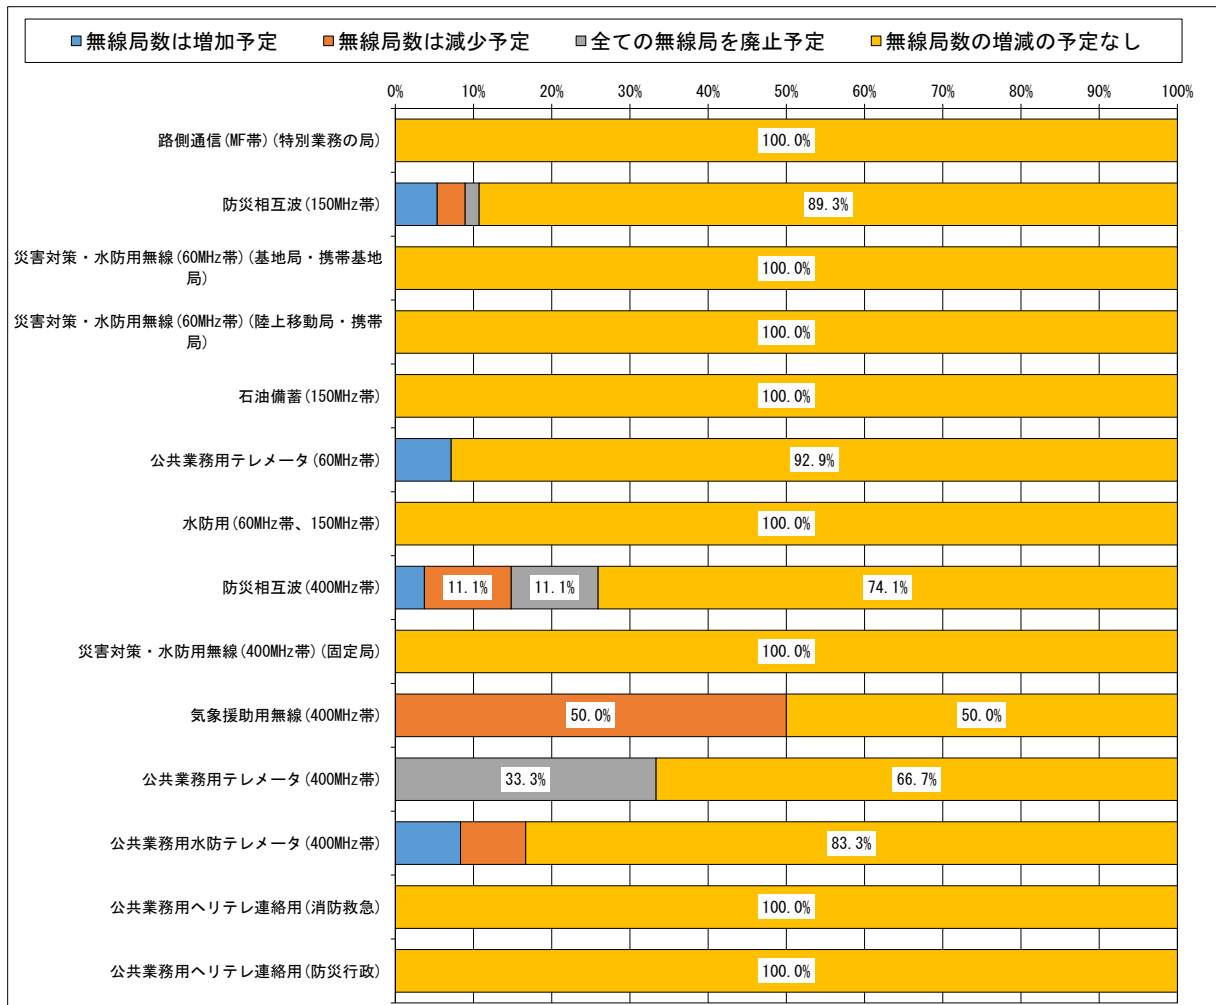 無線局数は増加予定 無線局数は減少予定 全ての無線局を廃止予定 無線局数の増減の予定なし
0% 10% 20% 30% 40% 50% 60% 70% 80% 90% 100%
路側通信(MF帯)(特別業務の局) 100.0%
防災相互波(150MHz帯) 89.3%
災害対策・水防用無線(60MHz帯)(基地局・携帯基地
局) 100.0%
災害対策・水防用無線(60MHz帯)(陸上移動局・携帯
局) 100.0%
石油備蓄(150MHz帯) 100.0%
公共業務用テレメータ(60MHz帯) 92.9%
水防用(60MHz帯、150MHz帯) 100.0%
防災相互波(400MHz帯) 11.1% 11.1% 74.1%
災害対策・水防用無線(400MHz帯)(固定局) 100.0%
気象援助用無線(400MHz帯) 50.0% 50.0%
公共業務用テレメータ(400MHz帯) 33.3% 66.7%
公共業務用水防テレメータ(400MHz帯) 83.3%
公共業務用ヘリテレ連絡用(消防救急) 100.0%
公共業務用ヘリテレ連絡用(防災行政) 100.0%